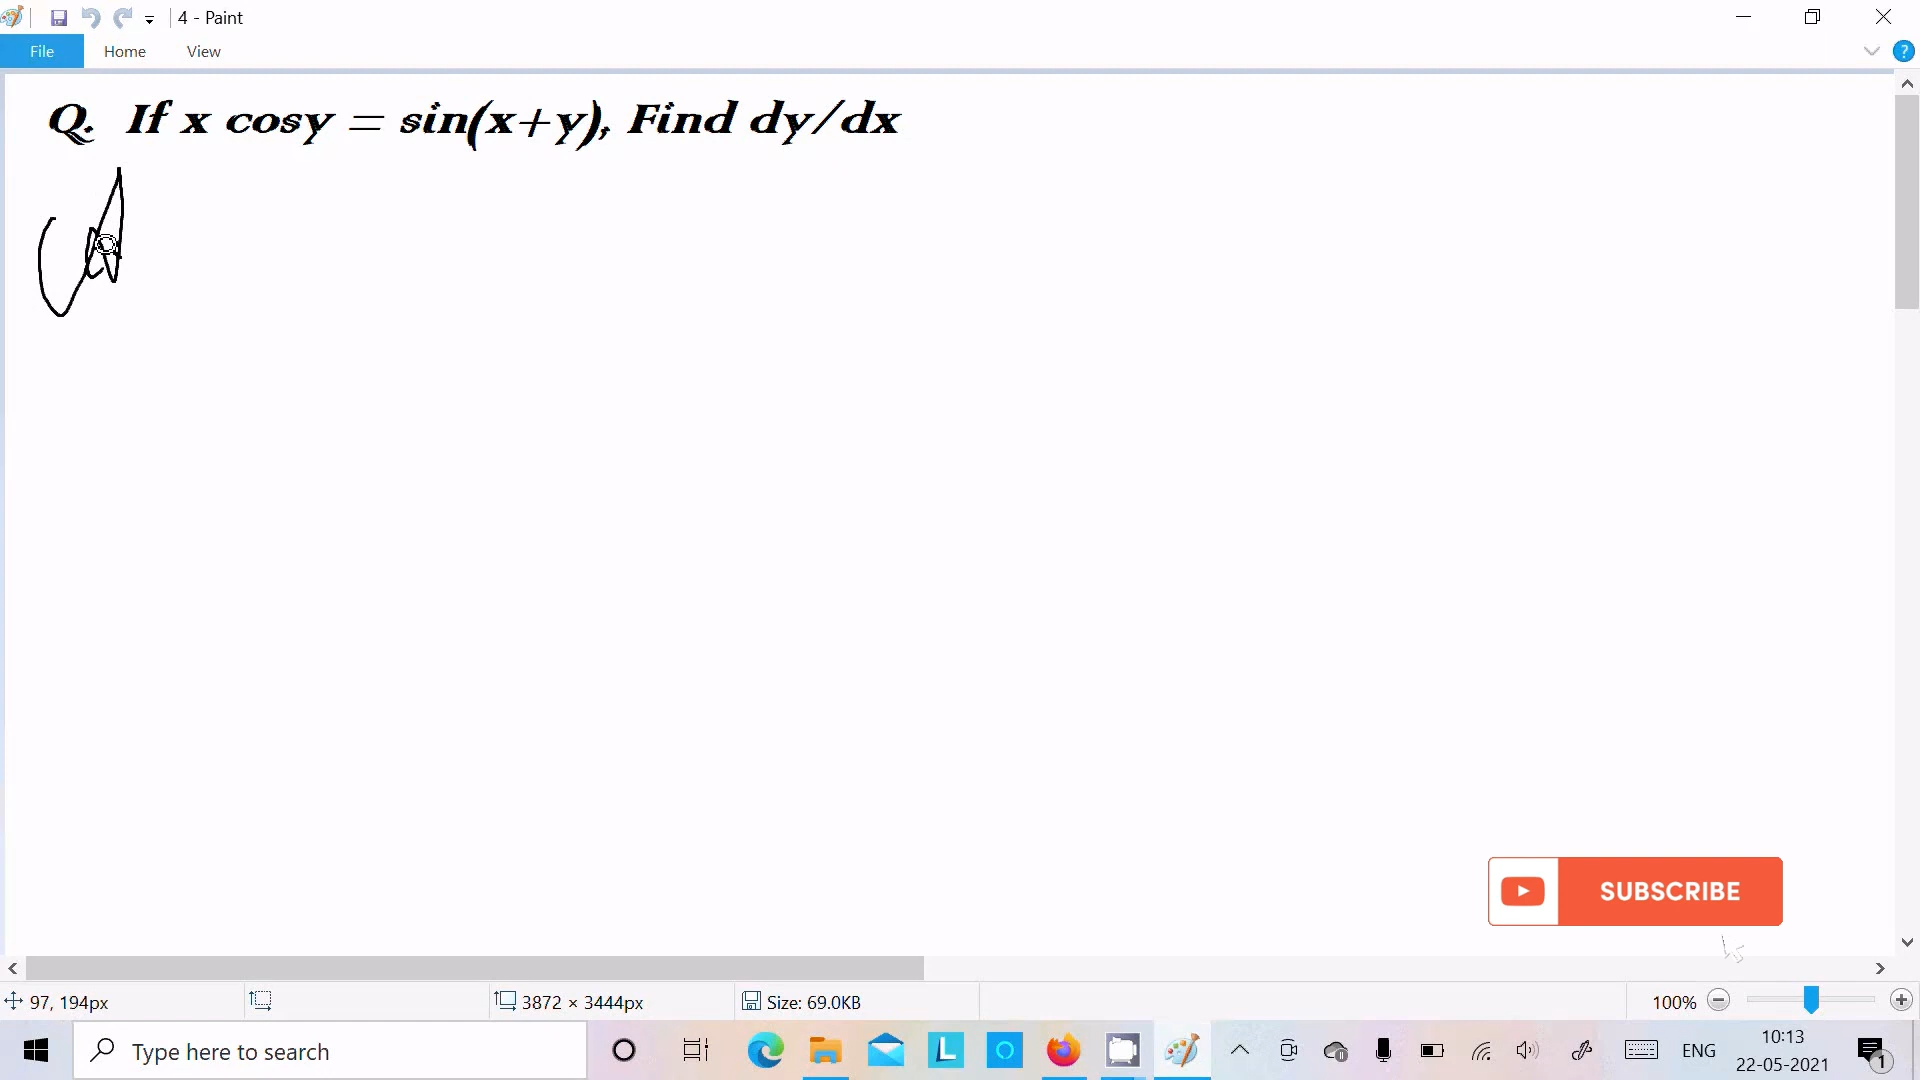 4 - Paint
File Home View
Q. If x cosy = sin(x+y), Find dy/dx
SUBSCRIBE
97, 194px 3872 × 3444px Size: 69.0KB 100%
Type here to search
L
ENG
10:13
22-05-2021
1